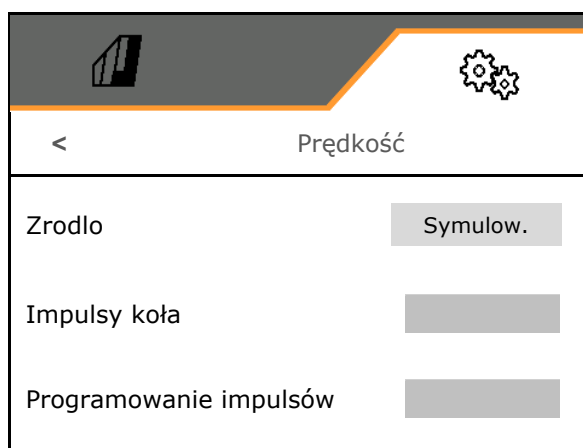 < Prędkość
Zrodlo Symulow.
Impulsy koła
Programowanie impulsów